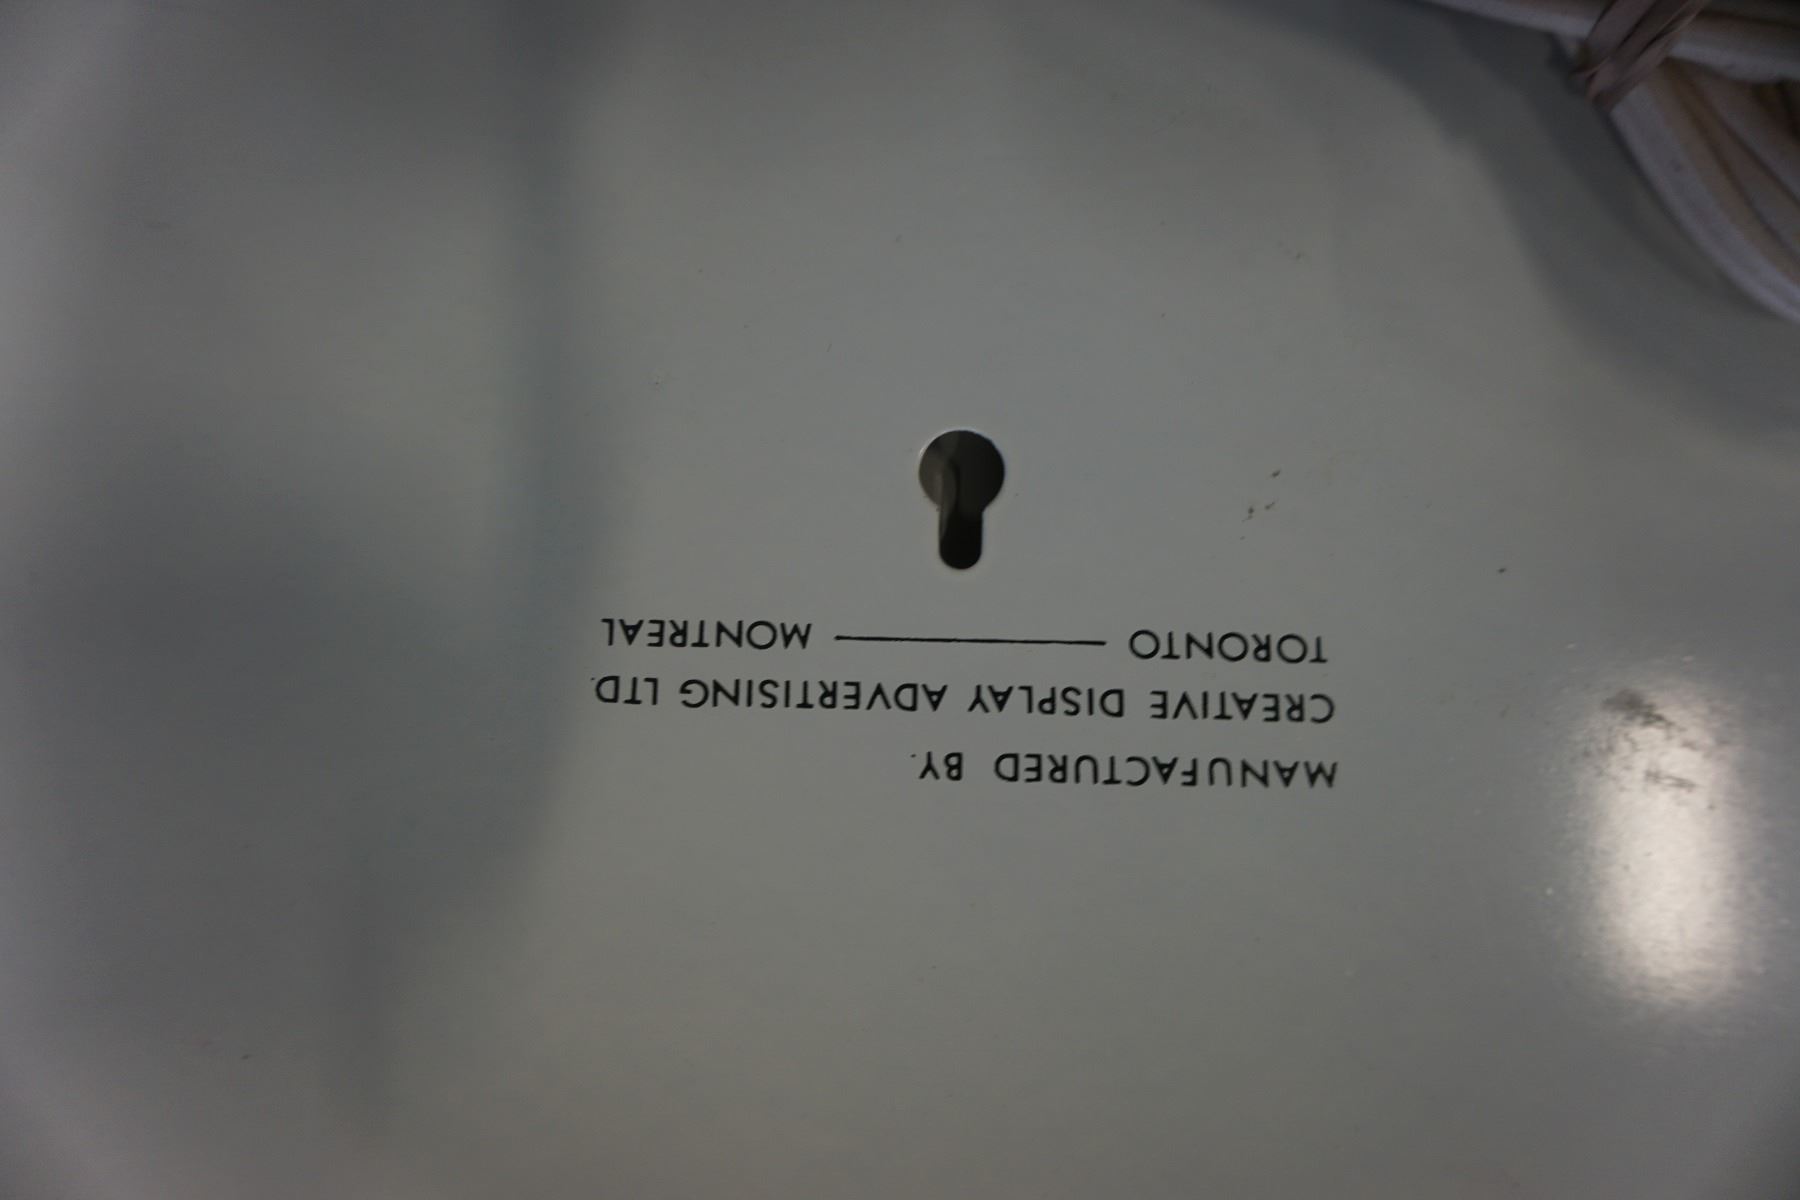 MANUFACTURED BY.
CREATIVE DISPLAY ADVERTISING LTD.
TORONTO ——— MONTREAL